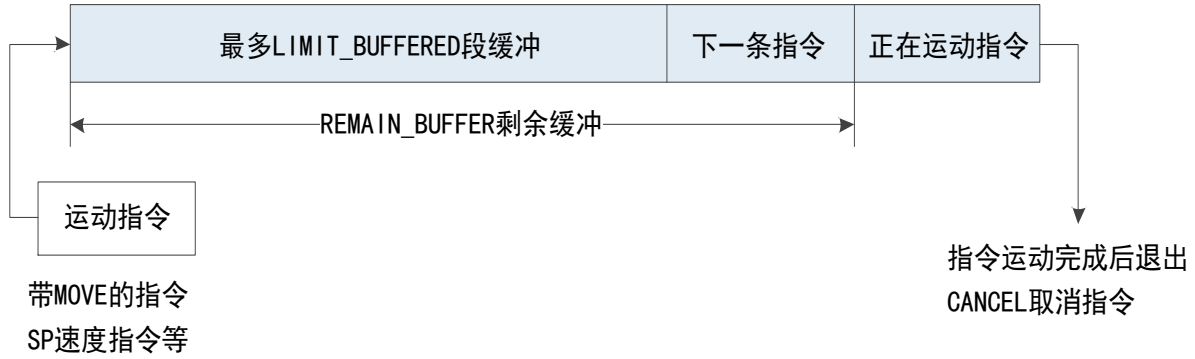 最多LIMIT_BUFFERED段缓冲
下一条指令
正在运动指令
REMAIN_BUFFER剩余缓冲
运动指令
带MOVE的指令
SP速度指令等
指令运动完成后退出
CANCEL取消指令